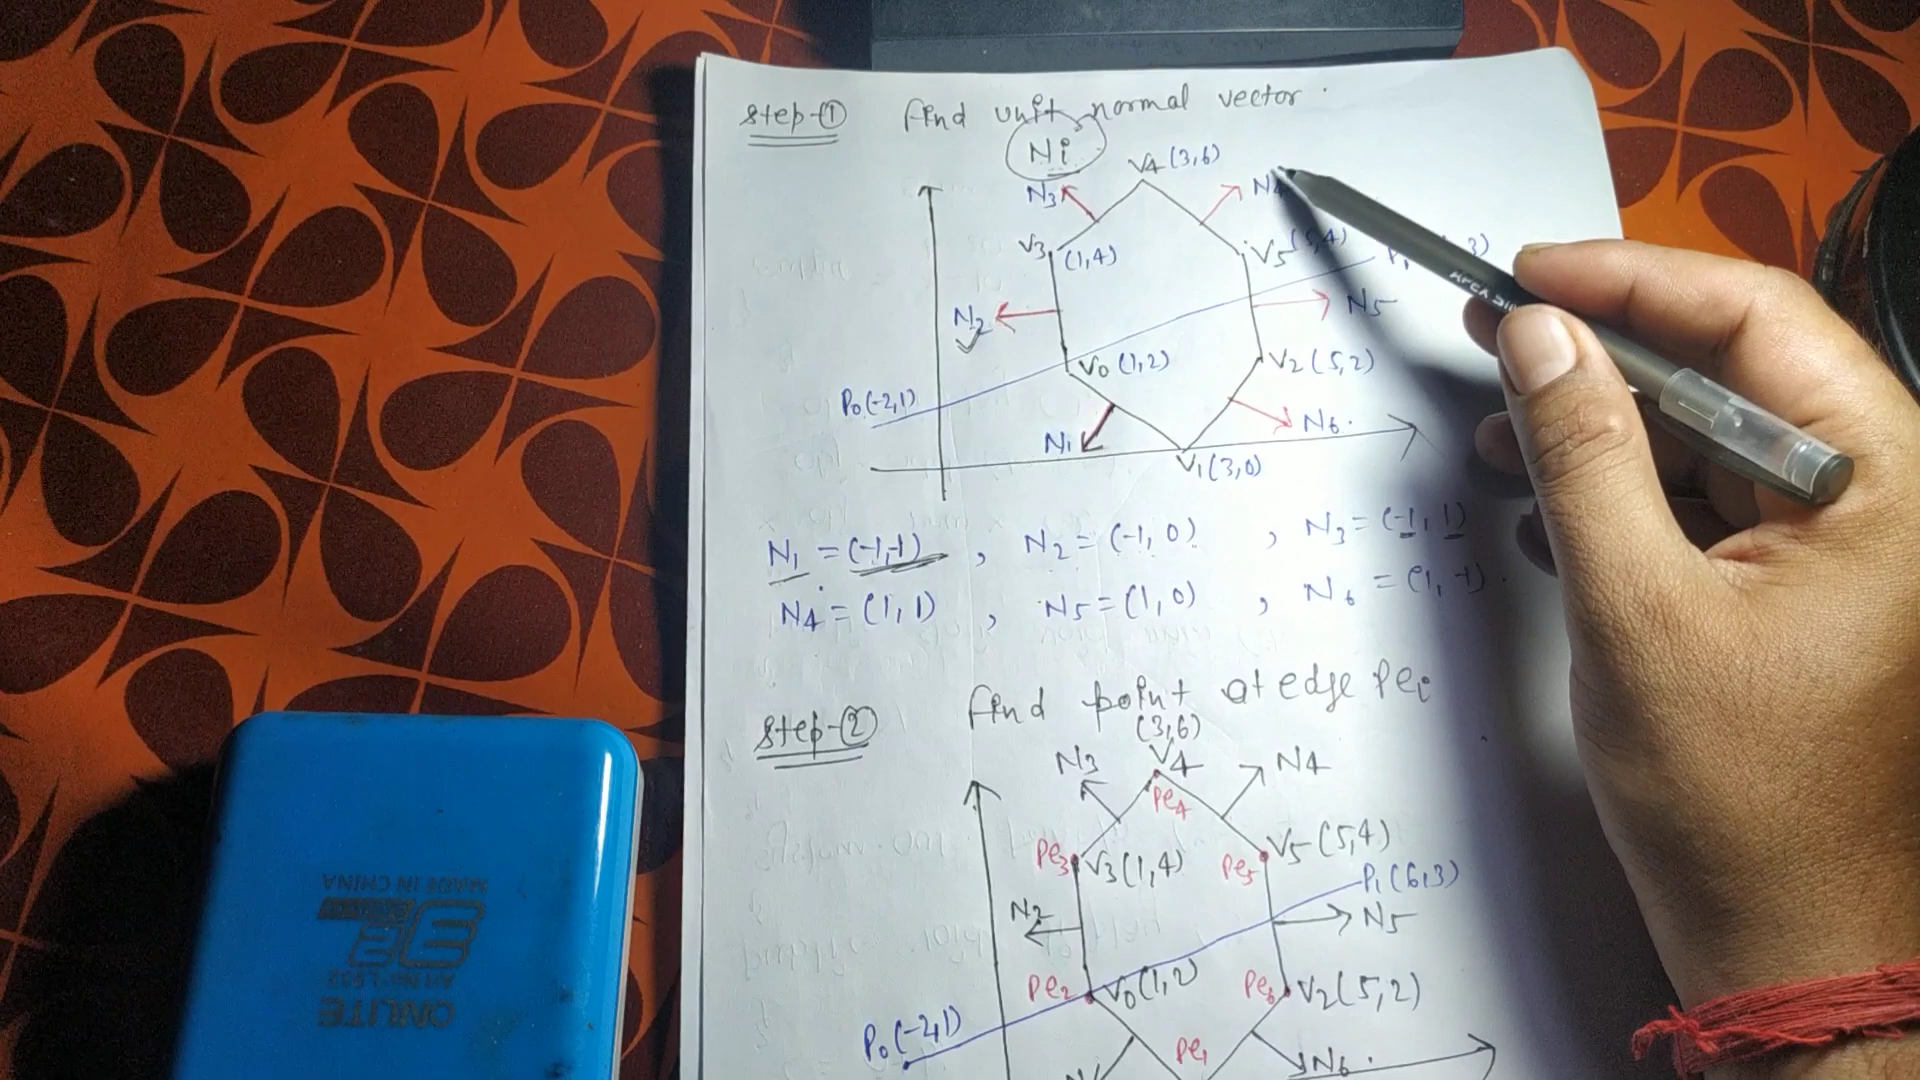 Step-(1) Find unit normal vector.
Ni
V4 (3,6)
N3
V3 (1,4)
V5
N2
N5
V0 (1,2)
V2 (5,2)
P0(-2,1)
N1
N6.
V1 (3,0)
N1 = (-1,-1) , N2 = (-1, 0) , N3 = (-1, 1)
N4 = (1, 1) , N5 = (1, 0) , N6 = (1, -1).
Step-(2) Find point at edge Pei
(3,6)
N3 V4 N4
Pe4
Pe3 V3 (1,4) Pe5 V5 (5,4)
P1 (6,3)
N2 N5
Pe2 V0 (1,2) Pe6 V2 (5,2)
P0 (-2,1)
Pe1 N6.
MADE IN CHINA
ONLITE